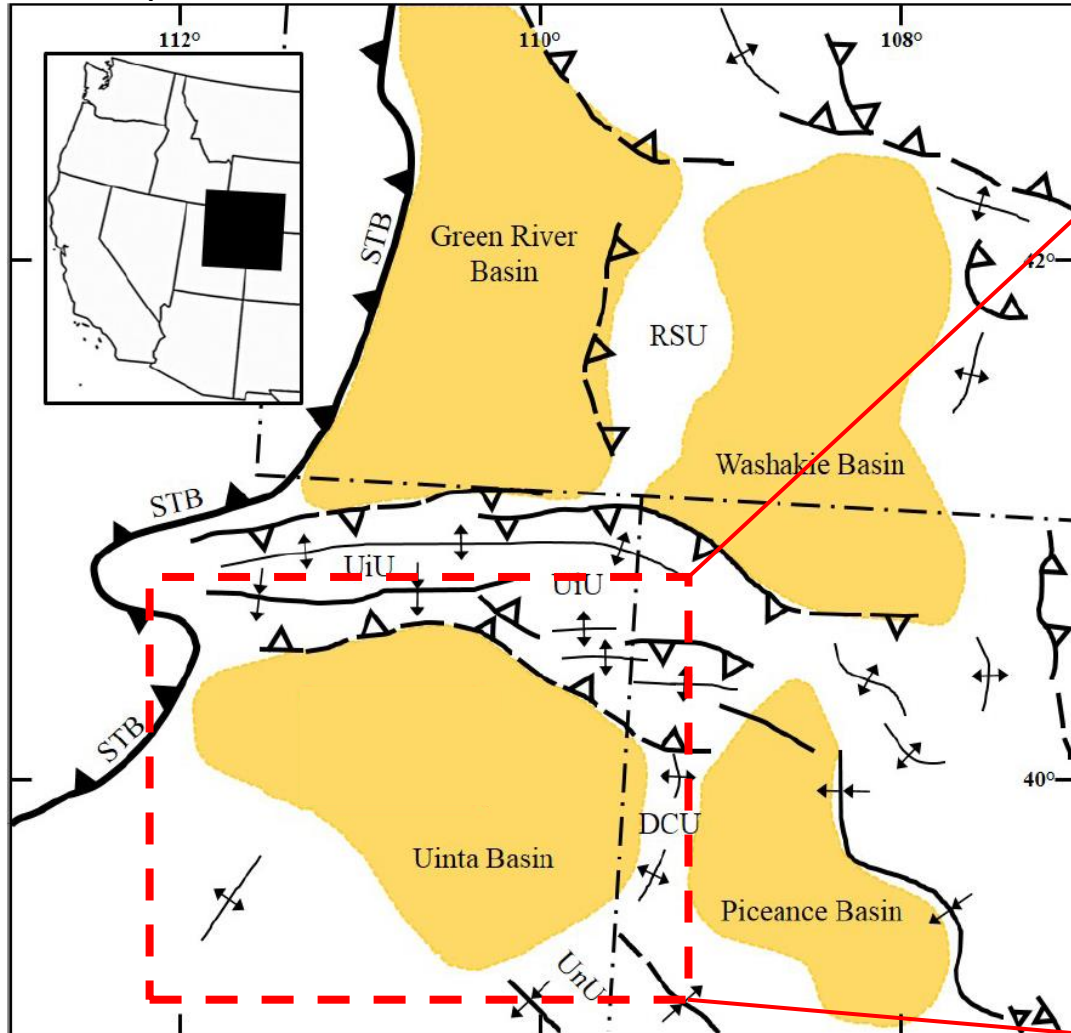 112°
110°
108°
STB
Green River
Basin
42°
RSU
Washakie Basin
STB
UiU
UiU
STB
40°
DCU
Uinta Basin
Piceance Basin
UnU